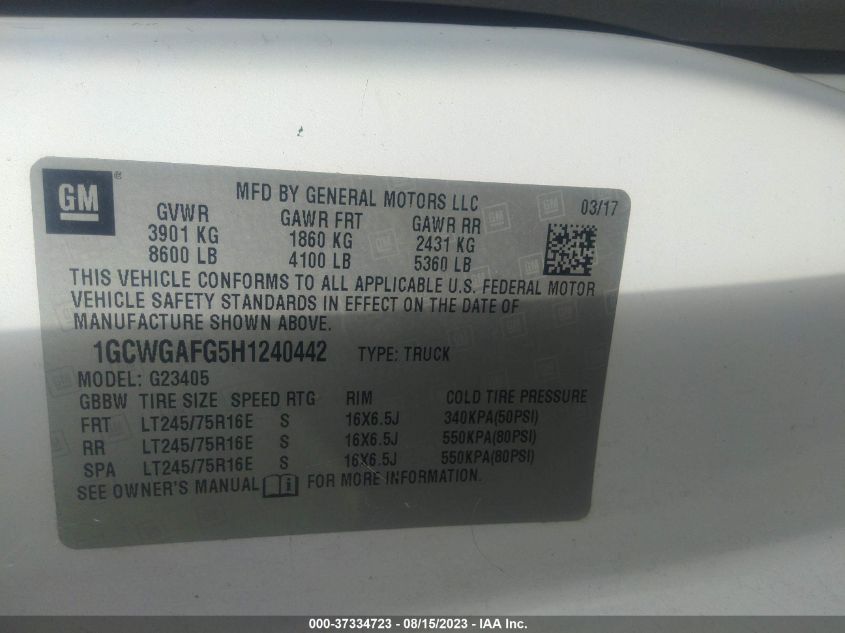 GM
MFD BY GENERAL MOTORS LLC
03/17
GVWR GAWR FRT GAWR RR
3901 KG 1860 KG 2431 KG
8600 LB 4100 LB 5360 LB
THIS VEHICLE CONFORMS TO ALL APPLICABLE U.S. FEDERAL MOTOR
VEHICLE SAFETY STANDARDS IN EFFECT ON THE DATE OF
MANUFACTURE SHOWN ABOVE.
1GCWGAFG5H1240442 TYPE: TRUCK
MODEL: G23405
GBBW TIRE SIZE SPEED RTG RIM COLD TIRE PRESSURE
FRT LT245/75R16E S 16X6.5J 340KPA(50PSI)
RR LT245/75R16E S 16X6.5J 550KPA(80PSI)
SPA LT245/75R16E S 16X6.5J 550KPA(80PSI)
SEE OWNER'S MANUAL FOR MORE INFORMATION.
000-37334723 - 08/15/2023 - IAA Inc.